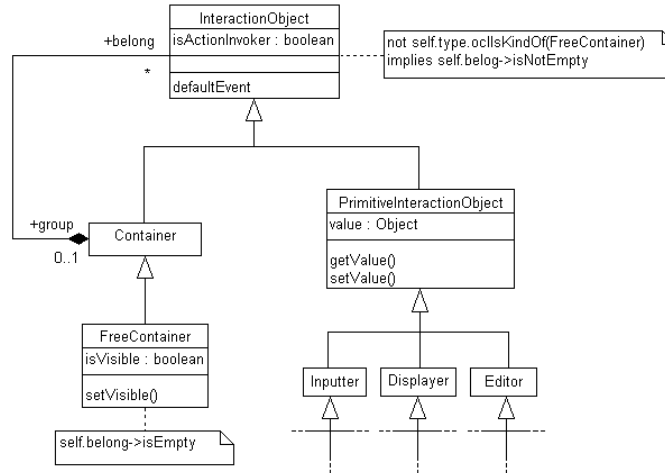 InteractionObject
+belong
isActionInvoker : boolean
not self.type.oclIsKindOf(FreeContainer)
implies self.belog->isNotEmpty
*
defaultEvent
PrimitiveInteractionObject
value : Object
+group
Container
0..1
getValue()
setValue()
FreeContainer
isVisible : boolean
setVisible()
Inputter
Displayer
Editor
self.belong->isEmpty